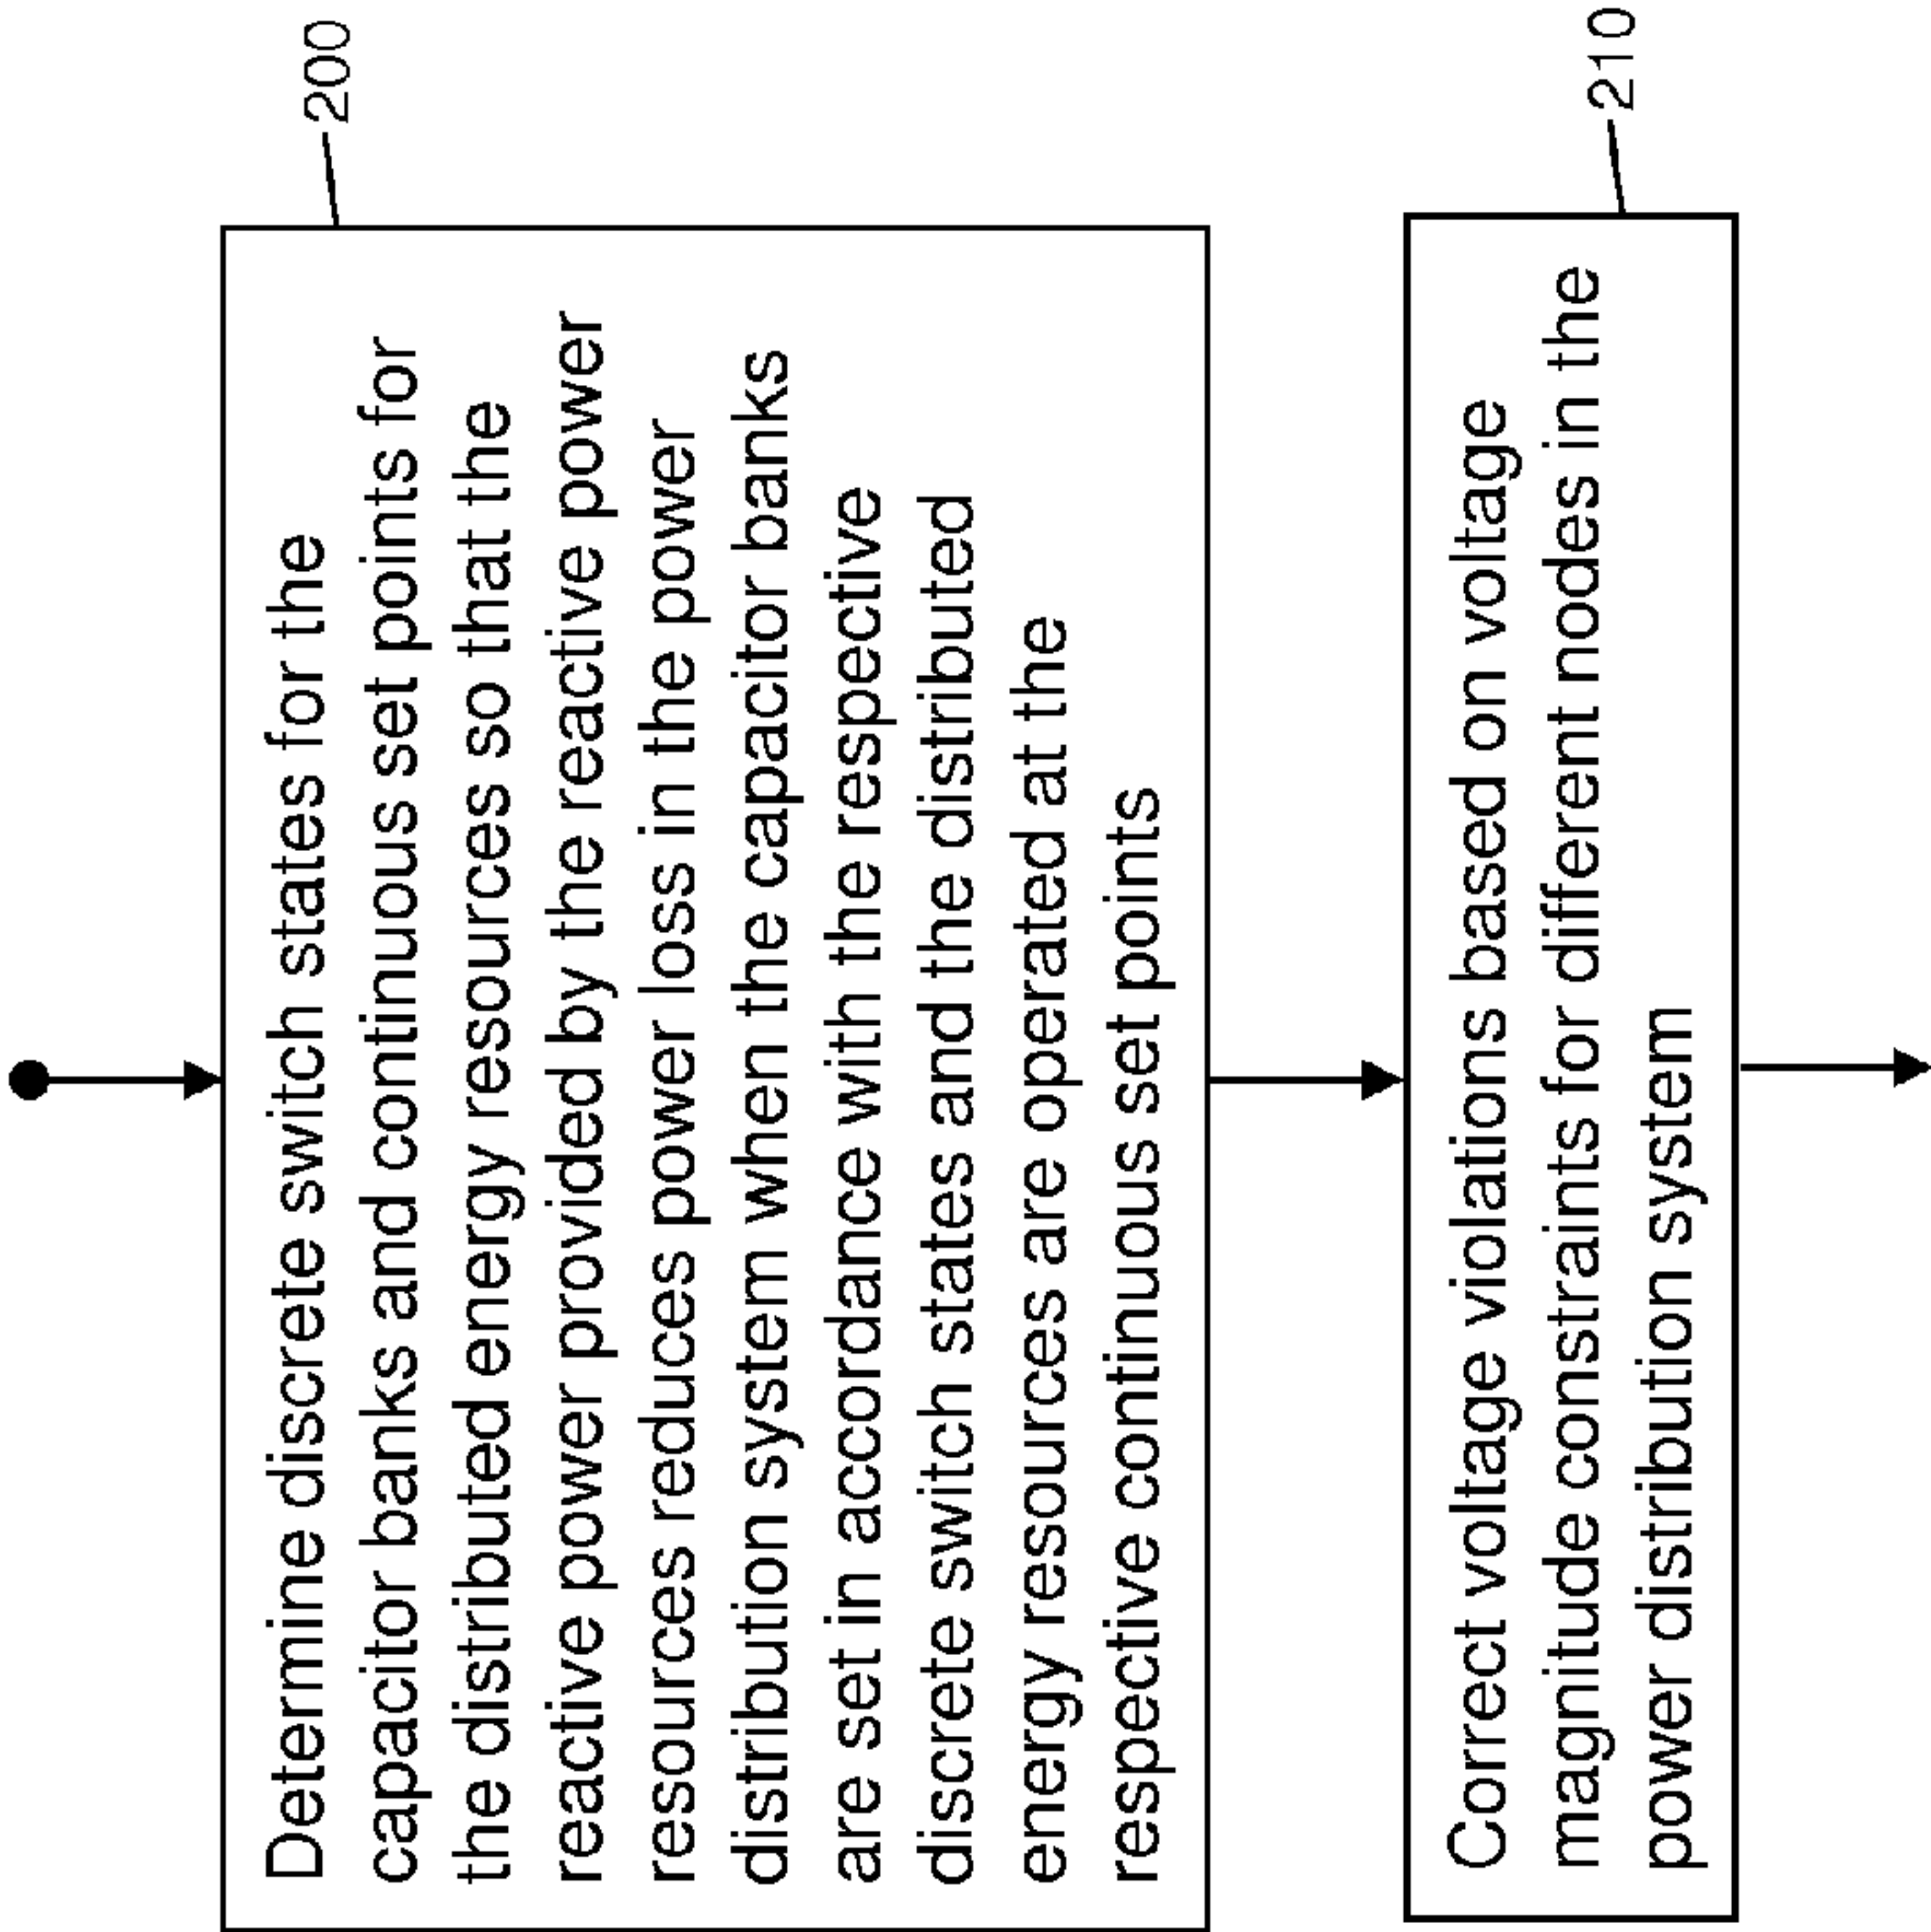 Determine discrete switch states for the
capacitor banks and continuous set points for
the distributed energy resources so that the
reactive power provided by the reactive power
resources reduces power loss in the power
distribution system when the capacitor banks
are set in accordance with the respective
discrete switch states and the distributed
energy resources are operated at the
respective continuous set points
200
Correct voltage violations based on voltage
magnitude constraints for different nodes in the
power distribution system
210